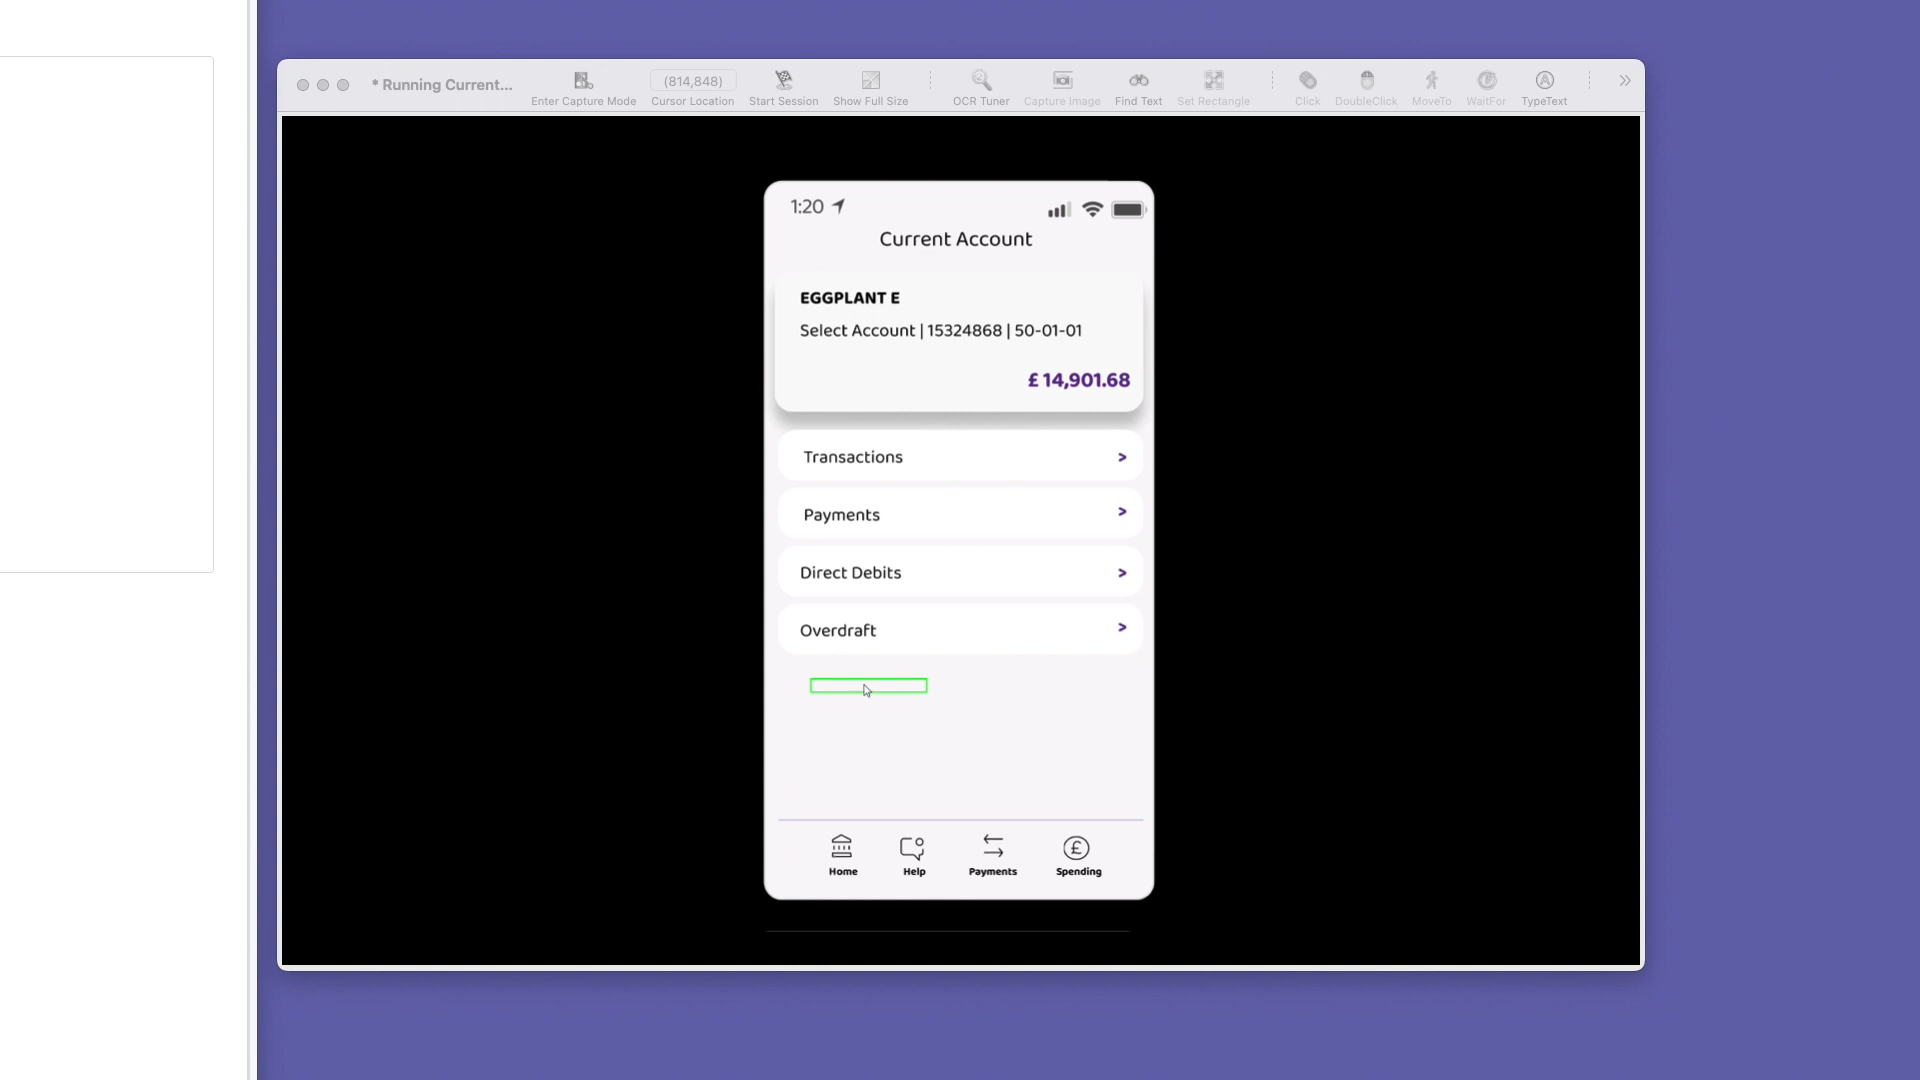 * Running Current...
Enter Capture Mode
(814,848)
Cursor Location
Start Session
Show Full Size
OCR Tuner
Capture Image
Find Text
Set Rectangle
Click
DoubleClick
MoveTo
WaitFor
TypeText
1:20
Current Account
EGGPLANT E
Select Account | 15324868 | 50-01-01
£ 14,901.68
Transactions >
Payments >
Direct Debits >
Overdraft >
Home
Help
Payments
Spending